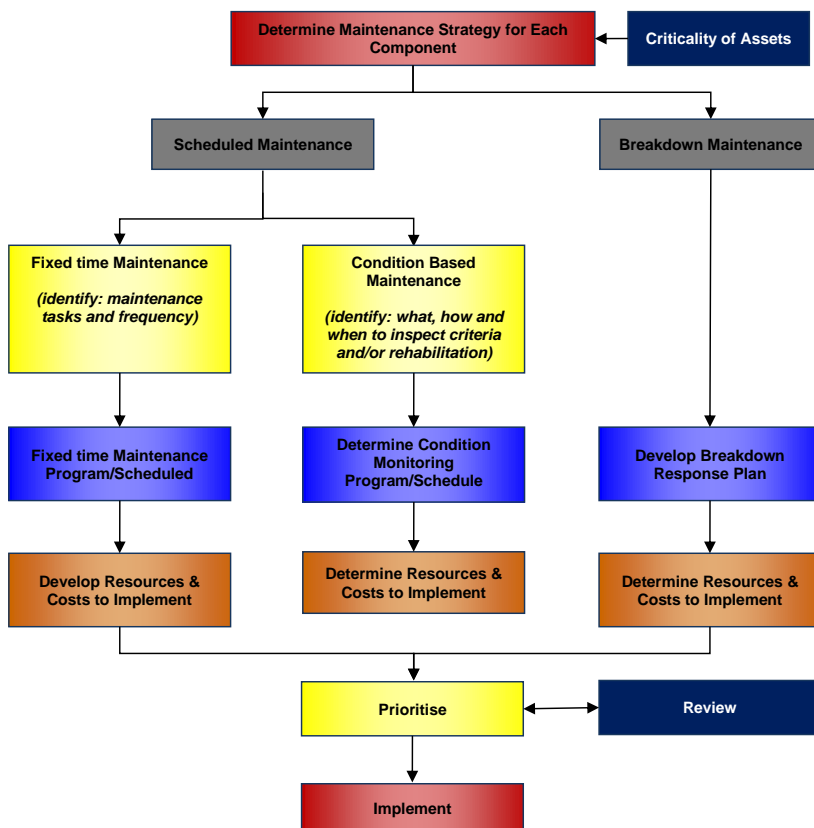 Determine Maintenance Strategy for Each
Component
Criticality of Assets
Scheduled Maintenance
Breakdown Maintenance
Fixed time Maintenance
(identify: maintenance
tasks and frequency)
Condition Based
Maintenance
(identify: what, how and
when to inspect criteria
and/or rehabilitation)
Fixed time Maintenance
Program/Scheduled
Determine Condition
Monitoring
Program/Schedule
Develop Breakdown
Response Plan
Develop Resources &
Costs to Implement
Determine Resources &
Costs to Implement
Determine Resources &
Costs to Implement
Prioritise
Review
Implement